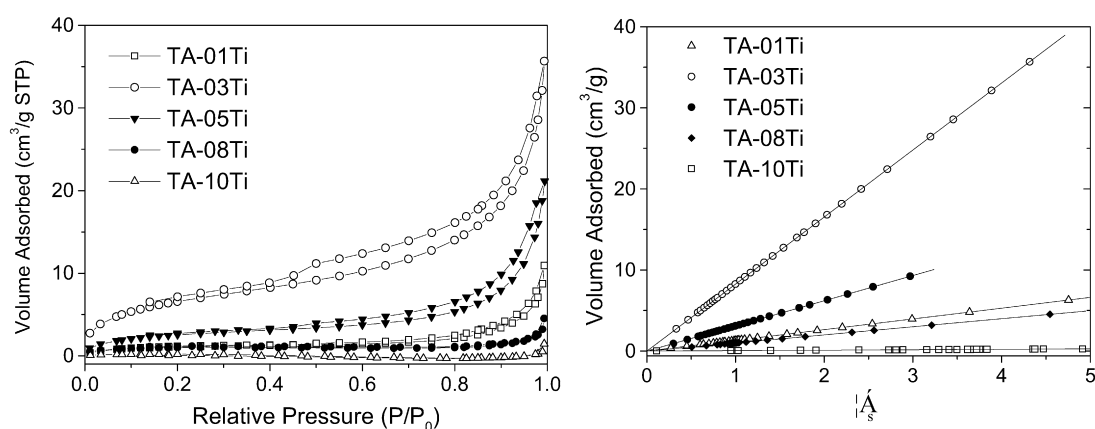 40
30
20
10
0
Volume Adsorbed (cm³/g STP)
TA-01Ti
TA-03Ti
TA-05Ti
TA-08Ti
TA-10Ti
0.0 0.2 0.4 0.6 0.8 1.0
Relative Pressure (P/P₀)
40
30
20
10
0
Volume Adsorbed (cm³/g)
TA-01Ti
TA-03Ti
TA-05Ti
TA-08Ti
TA-10Ti
0 1 2 3 4 5
¦Á́ₛ